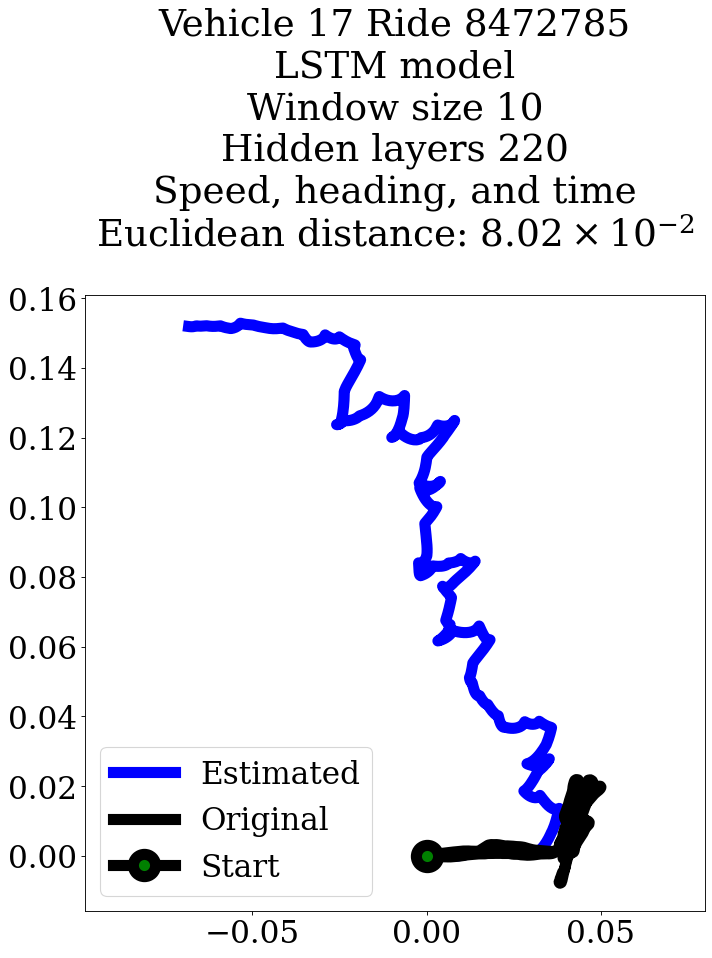 Vehicle 17 Ride 8472785
LSTM model
Window size 10
Hidden layers 220
Speed, heading, and time
Euclidean distance: 8.02 × 10⁻²
0.16
0.14
0.12
0.10
0.08
0.06
0.04
0.02
0.00
Estimated
Original
Start
−0.05 0.00 0.05